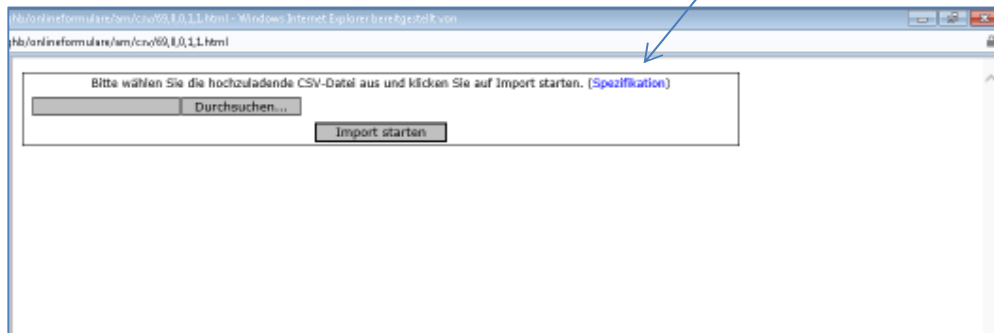 hb/onlineformulare/am/csv/69,II,0,1,1.html - Windows Internet Explorer bereitgestellt von
hb/onlineformulare/am/csv/69,II,0,1,1.html
Bitte wählen Sie die hochzuladende CSV-Datei aus und klicken Sie auf Import starten. (Spezifikation)
Durchsuchen...
Import starten